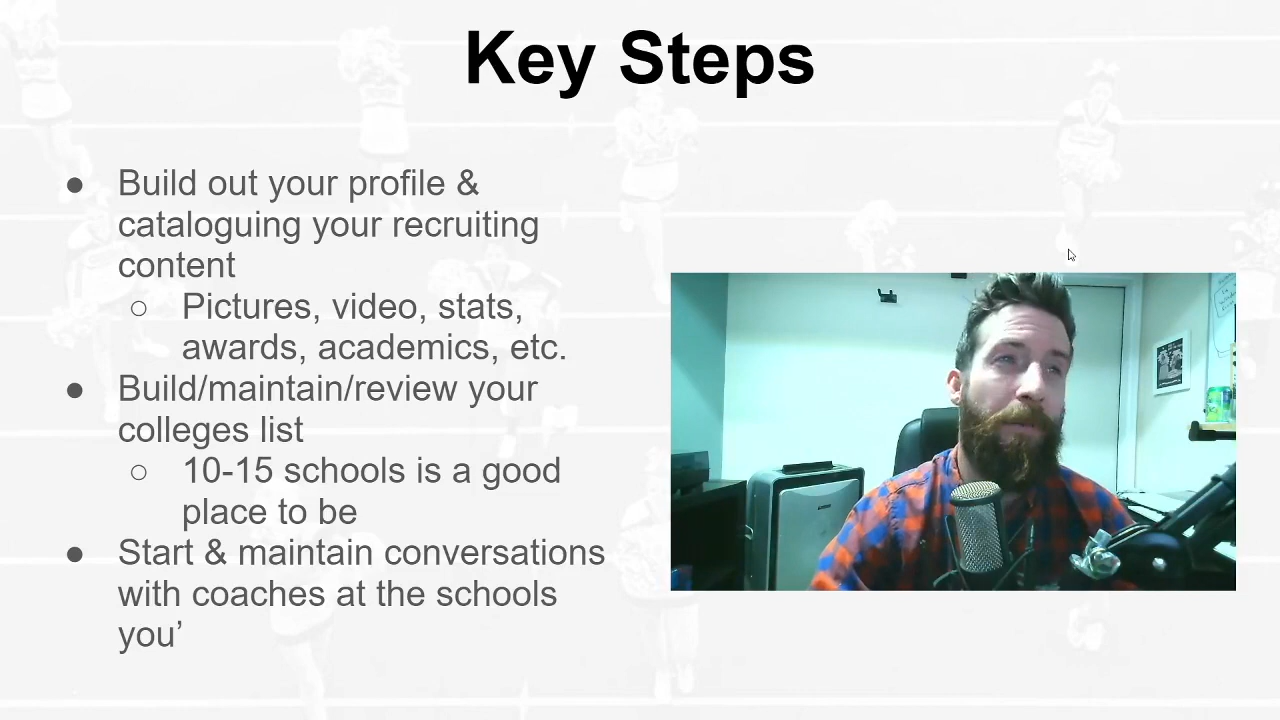 Key Steps
● Build out your profile &
cataloguing your recruiting
content
○ Pictures, video, stats,
awards, academics, etc.
● Build/maintain/review your
colleges list
○ 10-15 schools is a good
place to be
● Start & maintain conversations
with coaches at the schools
you’